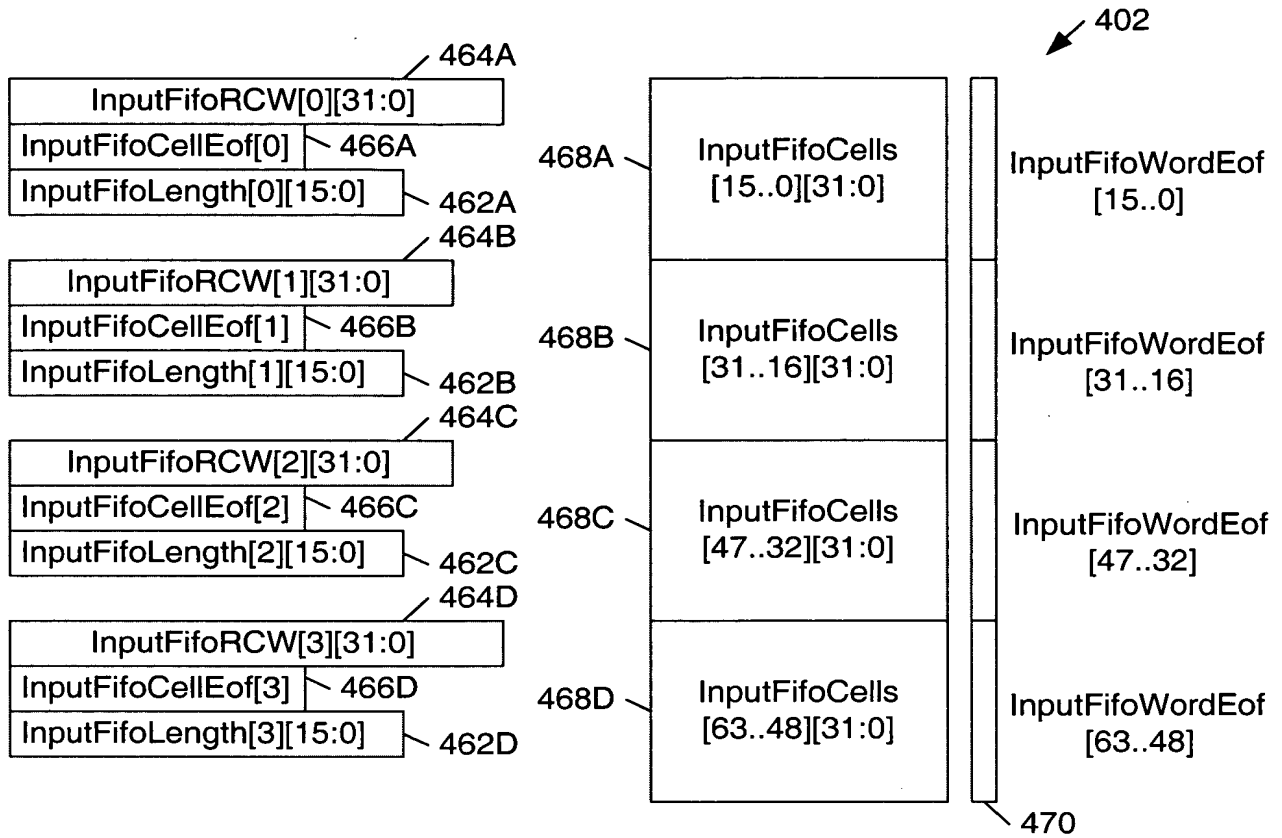 402
464A
InputFifoRCW[0][31:0]
InputFifoCellEof[0]
466A
InputFifoLength[0][15:0]
462A
464B
InputFifoRCW[1][31:0]
InputFifoCellEof[1]
466B
InputFifoLength[1][15:0]
462B
464C
InputFifoRCW[2][31:0]
InputFifoCellEof[2]
466C
InputFifoLength[2][15:0]
462C
464D
InputFifoRCW[3][31:0]
InputFifoCellEof[3]
466D
InputFifoLength[3][15:0]
462D
468A
InputFifoCells
[15..0][31:0]
468B
InputFifoCells
[31..16][31:0]
468C
InputFifoCells
[47..32][31:0]
468D
InputFifoCells
[63..48][31:0]
InputFifoWordEof
[15..0]
InputFifoWordEof
[31..16]
InputFifoWordEof
[47..32]
InputFifoWordEof
[63..48]
470